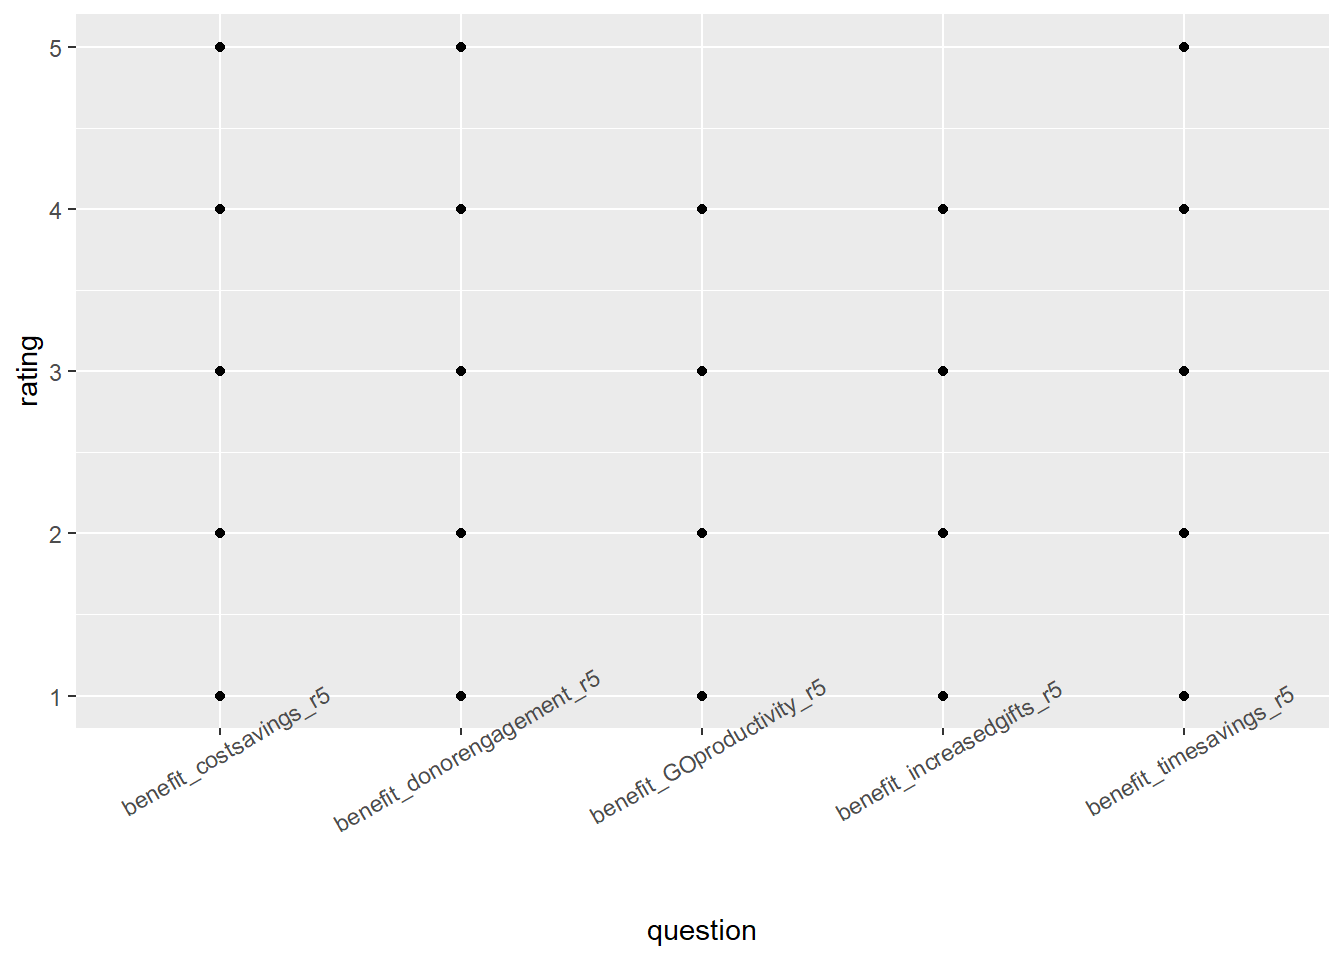 5
4
3
2
1
rating
benefit_costsavings_r5
benefit_donorengagement_r5
benefit_GOproductivity_r5
benefit_increasedgifts_r5
benefit_timesavings_r5
question